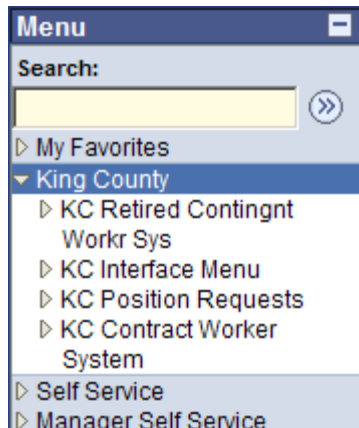 Menu
Search:
My Favorites
King County
KC Retired Contingnt
Workr Sys
KC Interface Menu
KC Position Requests
KC Contract Worker
System
Self Service
Manager Self Service